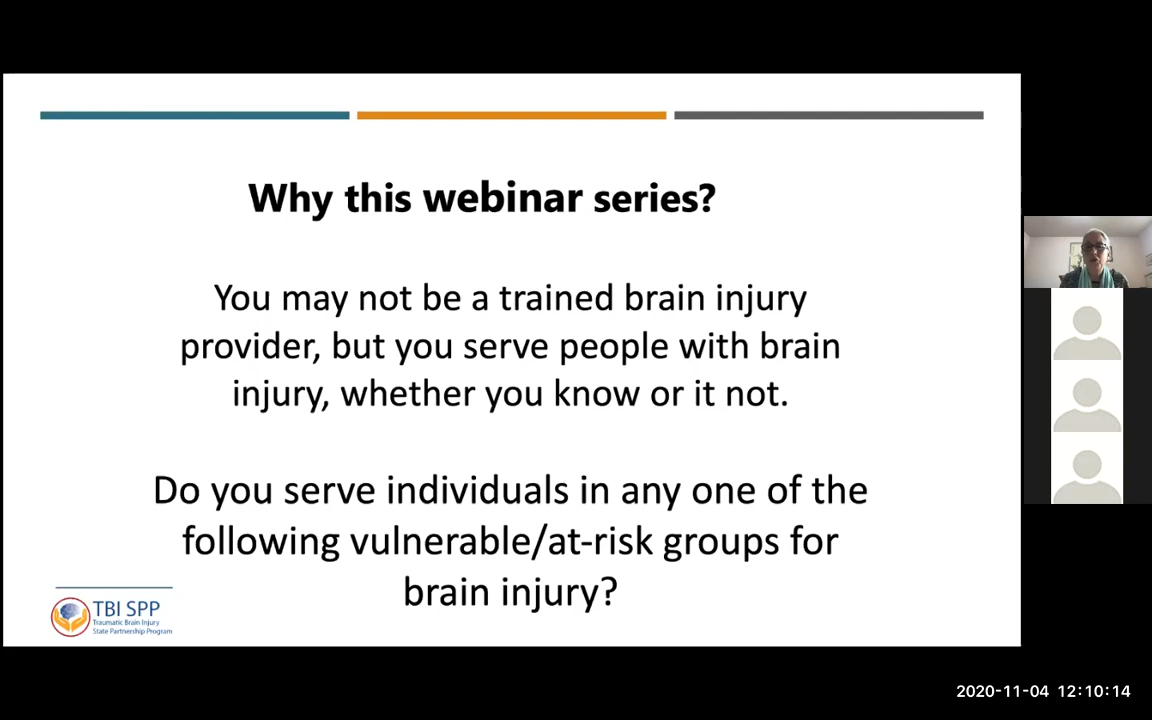 Why this webinar series?
You may not be a trained brain injury
provider, but you serve people with brain
injury, whether you know or it not.
Do you serve individuals in any one of the
following vulnerable/at-risk groups for
brain injury?
TBI SPP
Traumatic Brain Injury
State Partnership Program
2020-11-04 12:10:14